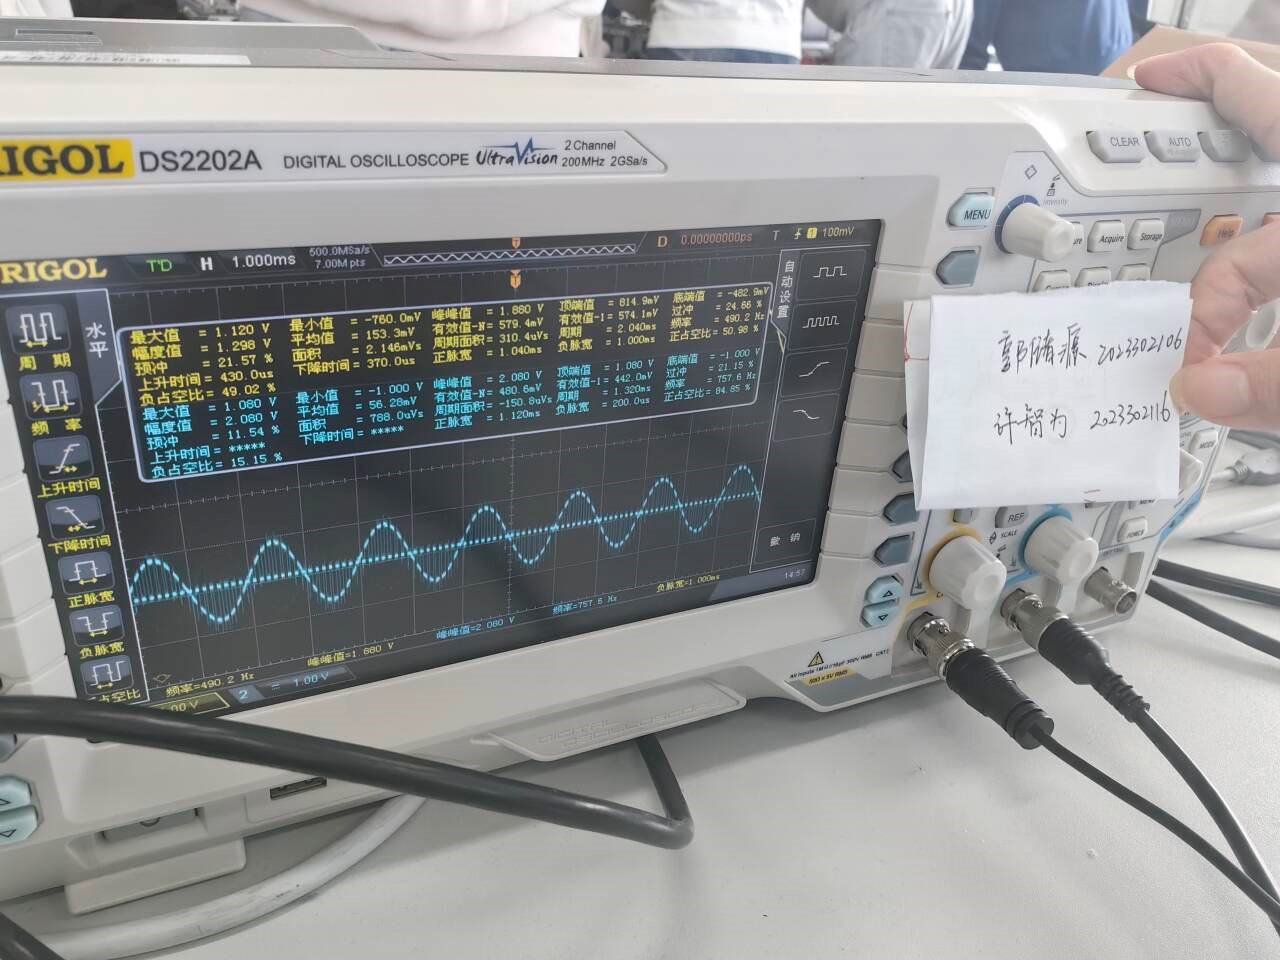 RIGOL DS2202A DIGITAL OSCILLOSCOPE UltraVision 2 Channel 200MHz 2GSa/s
CLEAR AUTO
MENU
Acquire Storage
Help
RIGOL T'D H 1.000ms 500.0MSa/s 7.00M pts D 0.00000000ps T 1 100mV
水平
自动设置
周期
频率
上升时间
下降时间
正脉宽
负脉宽
占空比
最大值 = 1.120 V 最小值 = -760.0mV 峰峰值 = 1.880 V 顶端值 = 814.9mV 底端值 = -482.9mV
幅度值 = 1.298 V 平均值 = 153.3mV 有效值-N= 579.4mV 有效值-1= 574.1mV 过冲 = 24.66 %
预冲 = 21.57 % 面积 = 2.146mVs 周期面积= 310.4uVs 周期 = 2.040ms 频率 = 490.2 Hz
上升时间= 430.0us 下降时间= 370.0us 正脉宽 = 1.040ms 负脉宽 = 1.000ms 正占空比= 50.98 %
负占空比= 49.02 %
最大值 = 1.080 V 最小值 = -1.000 V 峰峰值 = 2.080 V 顶端值 = 1.080 V 底端值 = -1.000 V
幅度值 = 2.080 V 平均值 = 56.28mV 有效值-N= 480.6mV 有效值-1= 442.0mV 过冲 = 21.15 %
预冲 = 11.54 % 面积 = 788.0uVs 周期面积= -150.8uVs 周期 = 1.320ms 频率 = 757.6 Hz
上升时间= ***** 下降时间= ***** 正脉宽 = 1.120ms 负脉宽 = 200.0us 正占空比= 84.85 %
负占空比= 15.15 %
撤销
频率=490.2 Hz 峰峰值=1.880 V 峰峰值=2.080 V 频率=757.6 Hz 负脉宽=1.000ms
2 = 1.00 V
14:57
2023302106
许智为 2023302116
MODE
REF
SCALE
FORCE